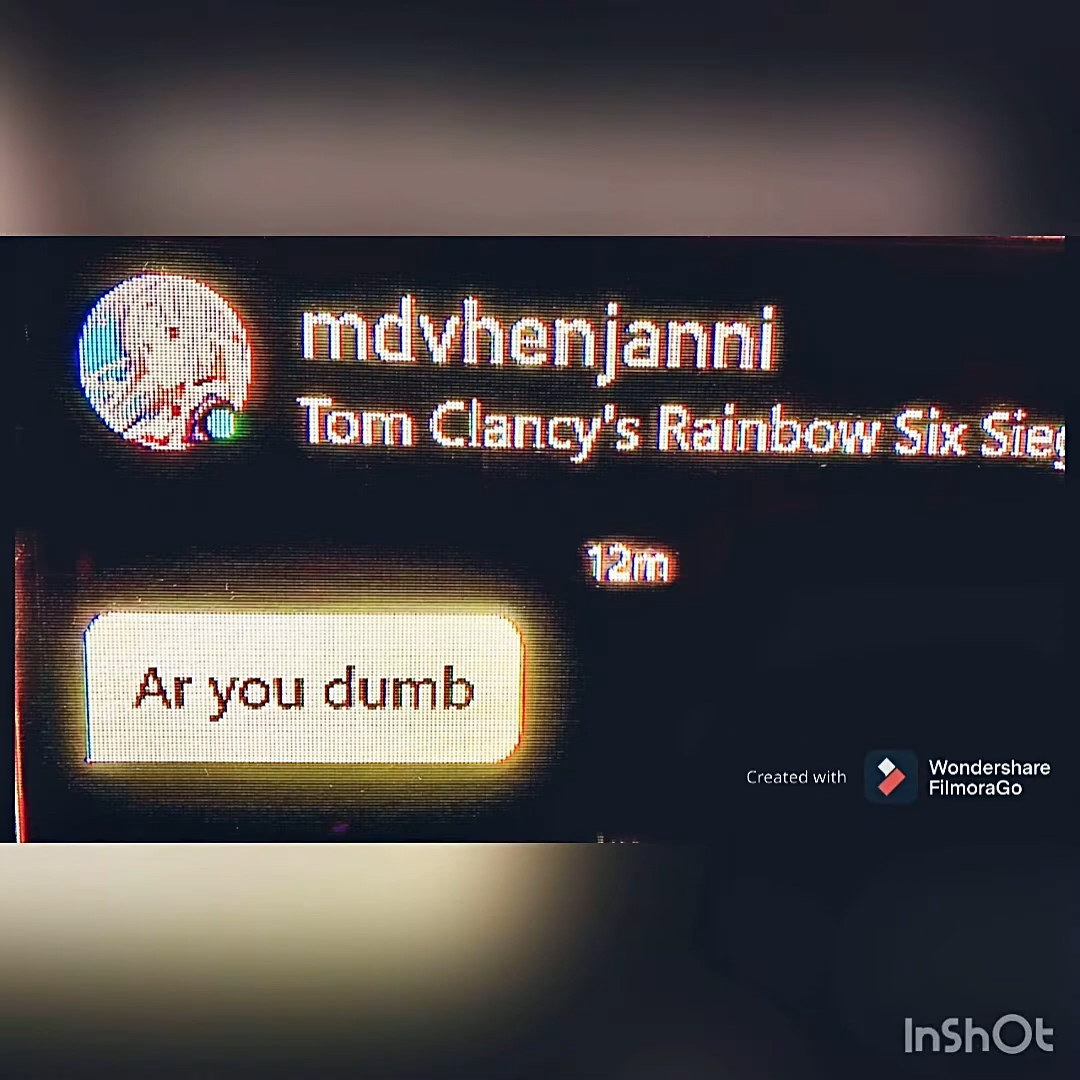 mdvhenjanni
Tom Clancy's Rainbow Six Sieg
12m
Ar you dumb
Created with
Wondershare
FilmoraGo
InShOt